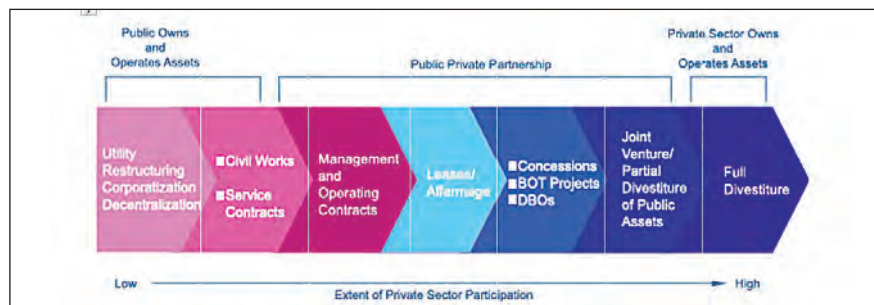 Public Owns
and
Operates Assets
Public Private Partnership
Private Sector Owns
and
Operates Assets
Utility
Restructuring
Corporatization
Decentralization
Civil Works
Service
Contracts
Management
and
Operating
Contracts
Leases/
Affermage
Concessions
BOT Projects
DBOs
Joint
Venture/
Partial
Divestiture
of Public
Assets
Full
Divestiture
Low
Extent of Private Sector Participation
High